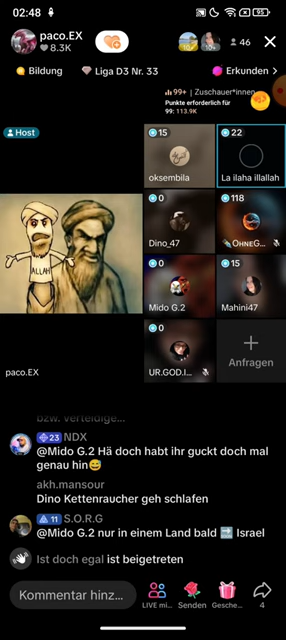 02:48
95
paco.EX
8.3K
10+
10+
46
Bildung
Liga D3 Nr. 33
Erkunden
99+ | Zuschauer*innen
Punkte erforderlich für
99: 113.9K
Host
15
22
oksembila
La ilaha illallah
0
118
Dino_47
OHNEG...
ALLAH
0
15
Mido G.2
Mahini47
0
UR.GOD.I...
Anfragen
paco.EX
bzw. verteidige...
23 NDX
@Mido G.2 Hä doch habt ihr guckt doch mal
genau hin😅
akh.mansour
Dino Kettenraucher geh schlafen
11 S.O.R.G
@Mido G.2 nur in einem Land bald ➡️ Israel
Ist doch egal ist beigetreten
Kommentar hinz...
LIVE mi...
Senden
Gesche...
4